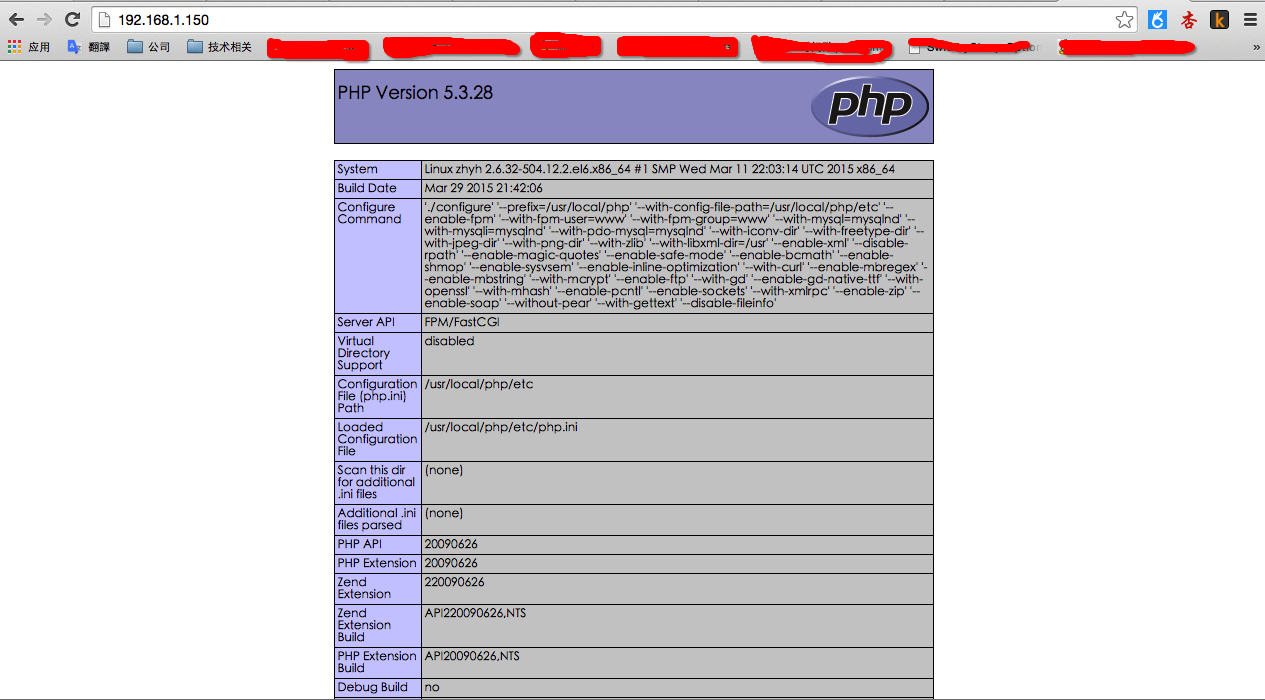 192.168.1.150
应用 翻譯 公司 技术相关 »
PHP Version 5.3.28
php
System Linux zhyh 2.6.32-504.12.2.el6.x86_64 #1 SMP Wed Mar 11 22:03:14 UTC 2015 x86_64
Build Date Mar 29 2015 21:42:06
Configure
Command
'./configure' '--prefix=/usr/local/php' '--with-config-file-path=/usr/local/php/etc' '--
enable-fpm' '--with-fpm-user=www' '--with-fpm-group=www' '--with-mysql=mysqlnd' '--
with-mysqli=mysqlnd' '--with-pdo-mysql=mysqlnd' '--with-iconv-dir' '--with-freetype-dir' '--
with-jpeg-dir' '--with-png-dir' '--with-zlib' '--with-libxml-dir=/usr' '--enable-xml' '--disable-
rpath' '--enable-magic-quotes' '--enable-safe-mode' '--enable-bcmath' '--enable-
shmop' '--enable-sysvsem' '--enable-inline-optimization' '--with-curl' '--enable-mbregex' '-
-enable-mbstring' '--with-mcrypt' '--enable-ftp' '--with-gd' '--enable-gd-native-ttf' '--with-
openssl' '--with-mhash' '--enable-pcntl' '--enable-sockets' '--with-xmlrpc' '--enable-zip' '--
enable-soap' '--without-pear' '--with-gettext' '--disable-fileinfo'
Server API FPM/FastCGI
Virtual
Directory
Support
disabled
Configuration
File (php.ini)
Path
/usr/local/php/etc
Loaded
Configuration
File
/usr/local/php/etc/php.ini
Scan this dir
for additional
.ini files
(none)
Additional .ini
files parsed
(none)
PHP API 20090626
PHP Extension 20090626
Zend
Extension
220090626
Zend
Extension
Build
API220090626,NTS
PHP Extension
Build
API20090626,NTS
Debug Build no